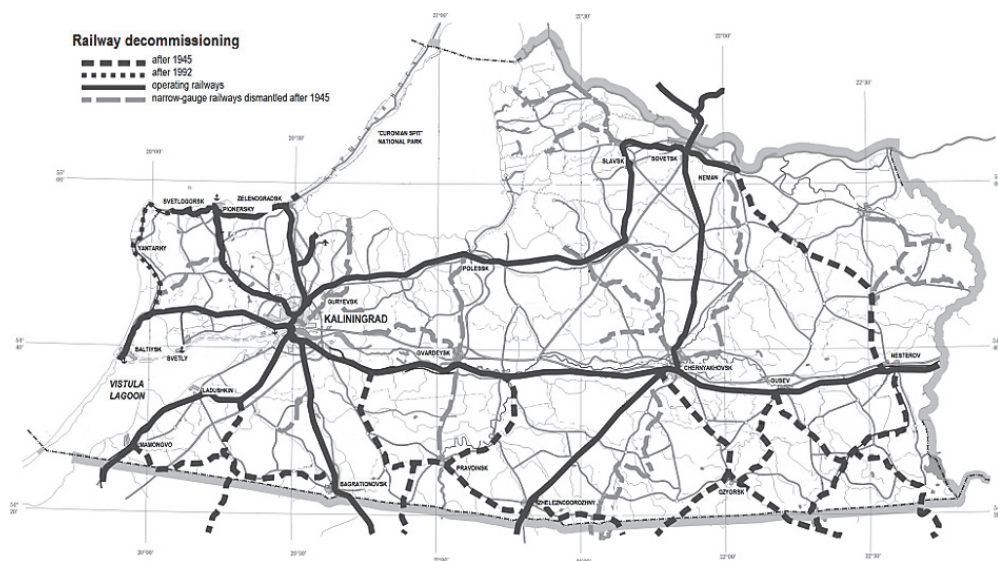 Railway decommissioning
after 1945
after 1992
operating railways
narrow-gauge railways dismantled after 1945
"CURONIAN SPIT"
NATIONAL PARK
SLAVSK
SOVETSK
NEMAN
SVETLOGORSK
PIONERSKY
ZELENOGRADSK
YANTARNY
POLESSK
GURYEVSK
KALININGRAD
BALTIYSK
SVETLY
GVARDEYSK
CHERNYAKHOVSK
NESTEROV
GUSEV
VISTULA
LAGOON
LADUSHKIN
MAMONOVO
PRAVDINSK
BAGRATIONOVSK
OZYORSK
ZHELEZNODOROZHNY